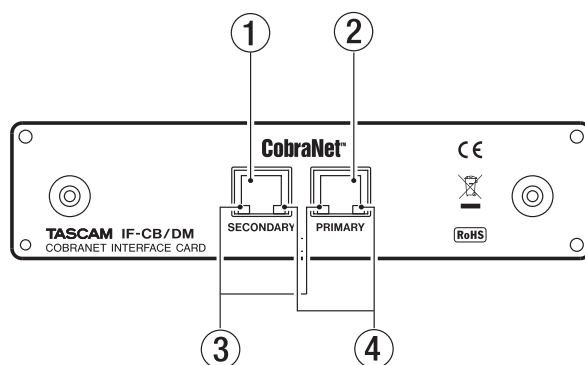 ① ②
CobraNet™
CE
SECONDARY PRIMARY
TASCAM IF-CB/DM
COBRANET INTERFACE CARD
RoHS
③ ④